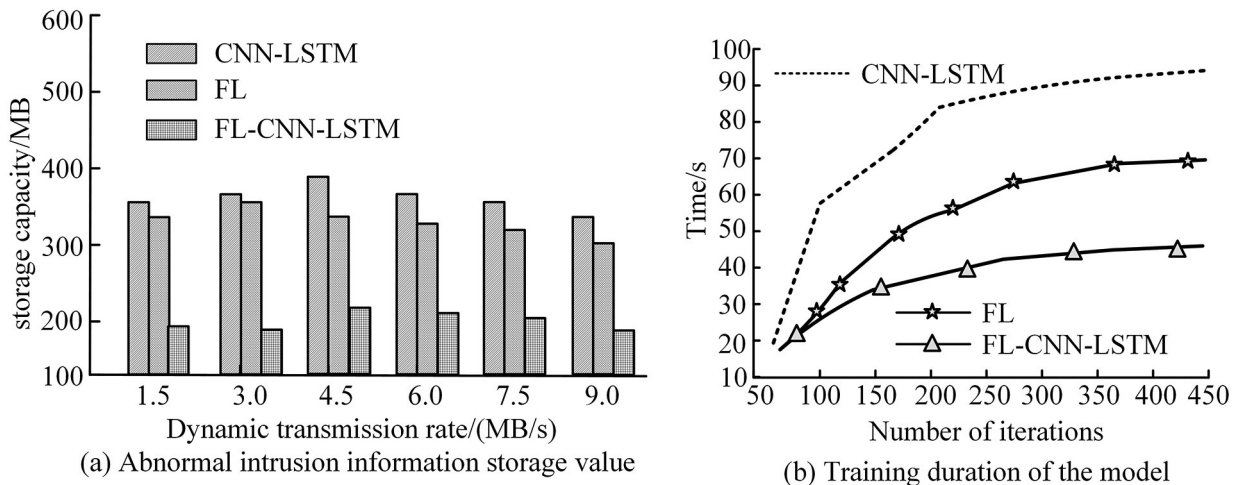 600
500
400
300
200
100
storage capacity/MB
CNN-LSTM
FL
FL-CNN-LSTM
1.5 3.0 4.5 6.0 7.5 9.0
Dynamic transmission rate/(MB/s)
(a) Abnormal intrusion information storage value
100
90
80
70
60
50
40
30
20
10
Time/s
CNN-LSTM
FL
FL-CNN-LSTM
50 100 150 200 250 300 350 400 450
Number of iterations
(b) Training duration of the model